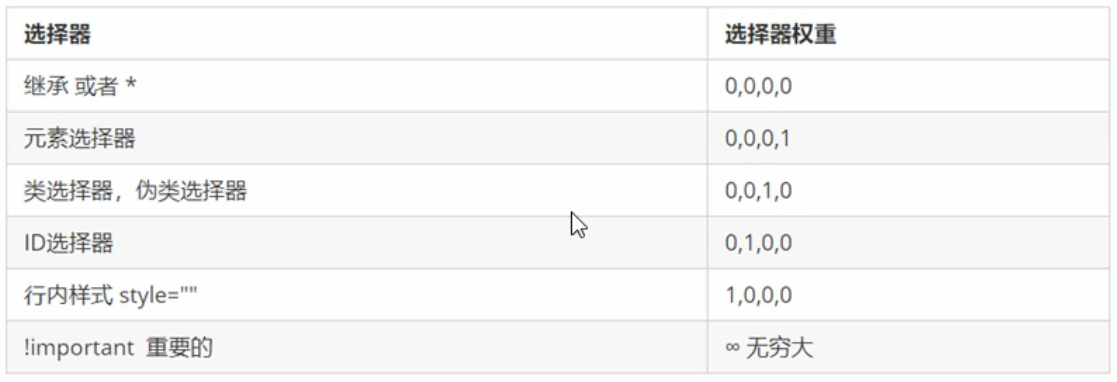 选择器 选择器权重
继承 或者 * 0,0,0,0
元素选择器 0,0,0,1
类选择器，伪类选择器 0,0,1,0
ID选择器 0,1,0,0
行内样式 style="" 1,0,0,0
!important 重要的 ∞ 无穷大